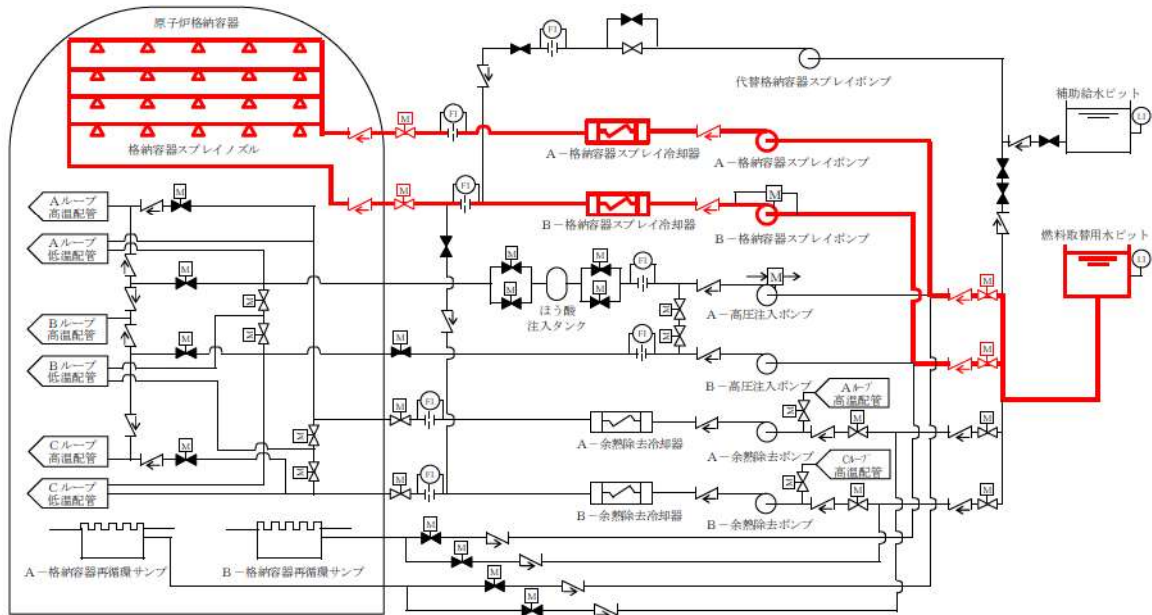 原子炉格納容器
格納容器スプレイノズル
FI
代替格納容器スプレイポンプ
補助給水ピット
LI
M
FI
A－格納容器スプレイ冷却器
A－格納容器スプレイポンプ
M
FI
M
B－格納容器スプレイ冷却器
B－格納容器スプレイポンプ
燃料取替用水ピット
LI
M
Aループ
高温配管
M
Aループ
低温配管
M
M
M
FI
M
M
M
ほう酸
注入タンク
M
A－高圧注入ポンプ
M
Bループ
高温配管
M
M
FI
M
Bループ
低温配管
M
M
B－高圧注入ポンプ
M
Aループ
高温配管
M
FI
M
M
M
M
A－余熱除去冷却器
A－余熱除去ポンプ
Cループ
高温配管
M
M
Cループ
高温配管
M
FI
M
M
M
Cループ
低温配管
B－余熱除去冷却器
B－余熱除去ポンプ
M
M
A－格納容器再循環サンプ
B－格納容器再循環サンプ
M
M